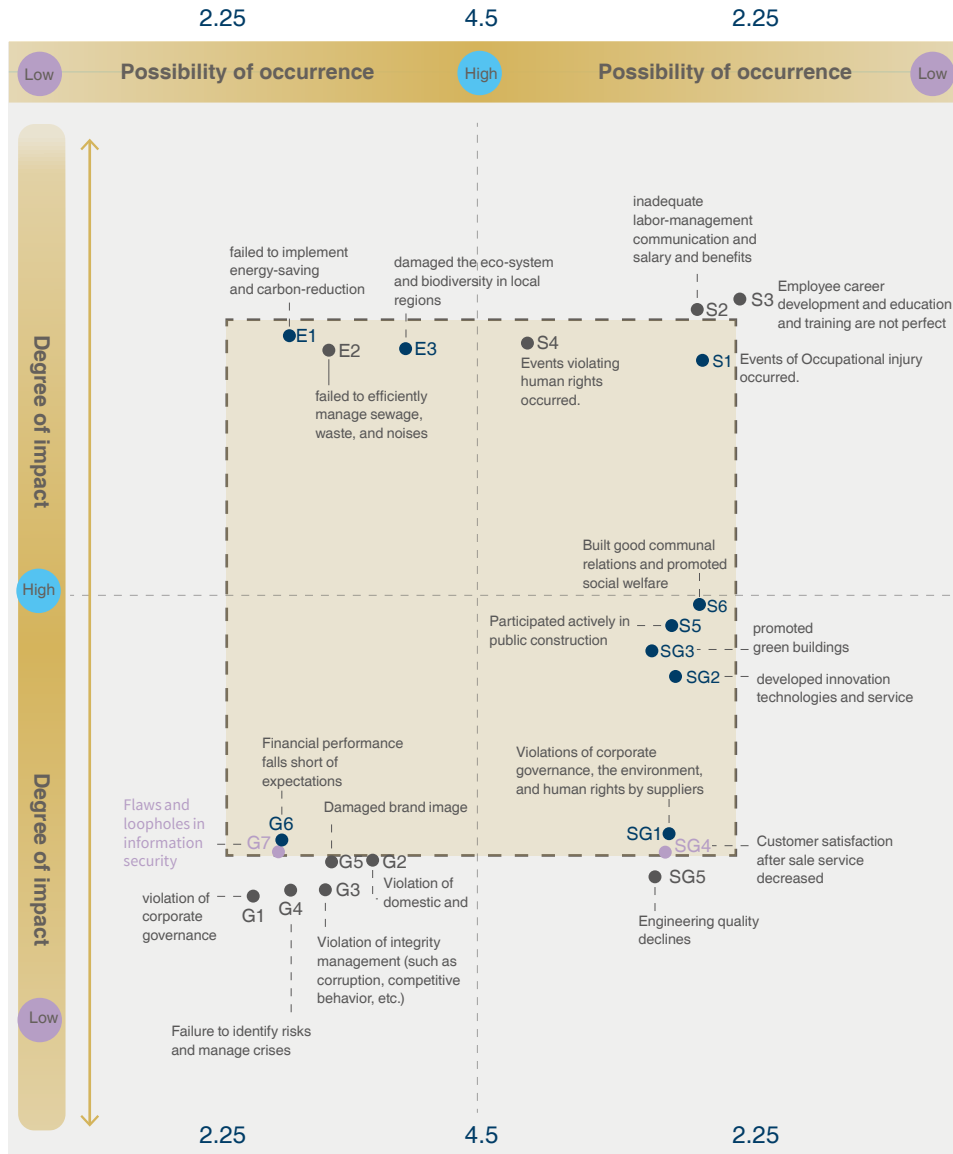 2.25 4.5 2.25
Low Possibility of occurrence High Possibility of occurrence Low
Degree of impact
High
Degree of impact
Low
inadequate
labor-management
communication and
salary and benefits
S2
S3
Employee career
development and education
and training are not perfect
failed to implement
energy-saving
and carbon-reduction
E1
damaged the eco-system
and biodiversity in local
regions
E3
E2
failed to efficiently
manage sewage,
waste, and noises
S4
Events violating
human rights
occurred.
S1
Events of Occupational injury
occurred.
Built good communal
relations and promoted
social welfare
S6
Participated actively in
public construction
S5
SG3
promoted
green buildings
SG2
developed innovation
technologies and service
Financial performance
falls short of
expectations
G6
Flaws and
loopholes in
information
security
G7
Damaged brand image
G5
G2
Violation of
domestic and
violation of
corporate
governance
G1
G4
G3
Violation of integrity
management (such as
corruption, competitive
behavior, etc.)
Failure to identify risks
and manage crises
Violations of corporate
governance, the environment,
and human rights by suppliers
SG1
SG4
Customer satisfaction
after sale service
decreased
SG5
Engineering quality
declines
2.25 4.5 2.25